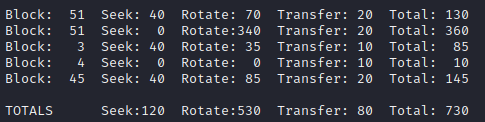 Block:  51  Seek: 40  Rotate: 70  Transfer: 20  Total: 130
Block:  51  Seek:  0  Rotate:340  Transfer: 20  Total: 360
Block:   3  Seek: 40  Rotate: 35  Transfer: 10  Total:  85
Block:   4  Seek:  0  Rotate:  0  Transfer: 10  Total:  10
Block:  45  Seek: 40  Rotate: 85  Transfer: 20  Total: 145
TOTALS      Seek:120  Rotate:530  Transfer: 80  Total: 730